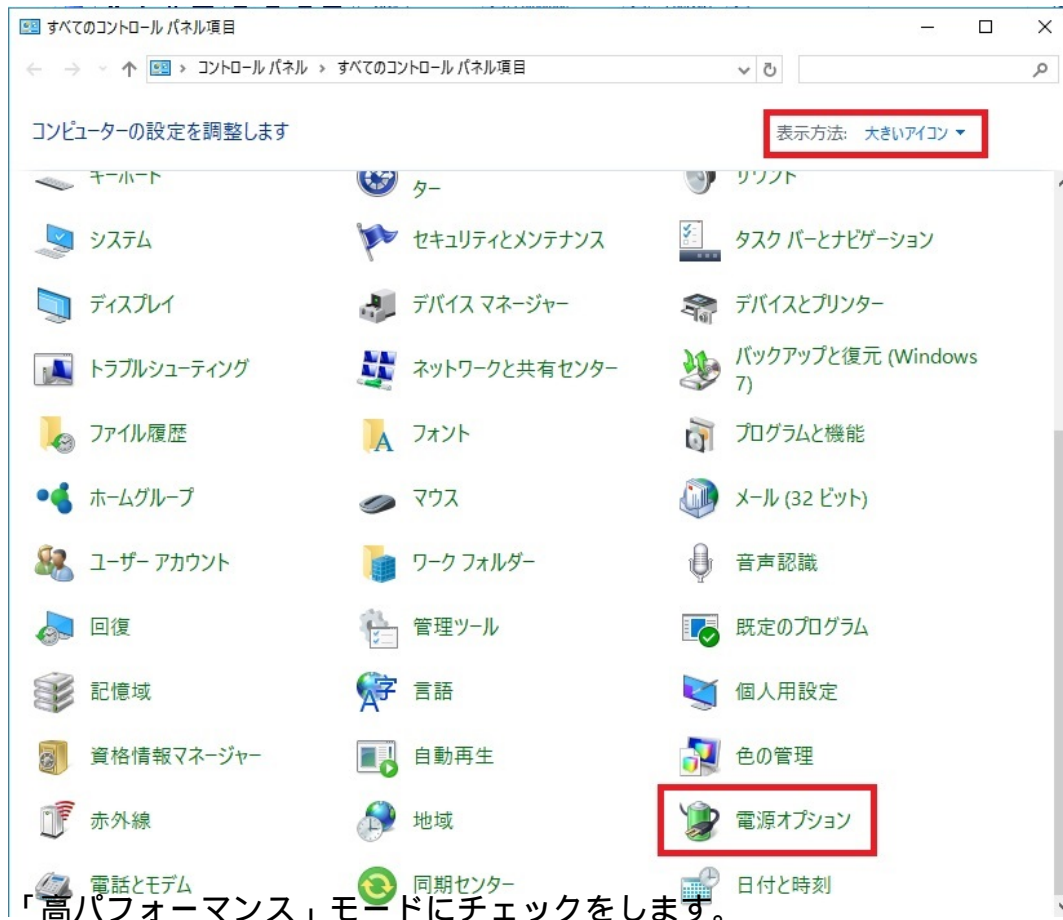 すべてのコントロール パネル項目
コントロール パネル > すべてのコントロール パネル項目
コンピューターの設定を調整します
表示方法: 大きいアイコン
キーボード
ター
サウンド
システム
セキュリティとメンテナンス
タスク バーとナビゲーション
ディスプレイ
デバイス マネージャー
デバイスとプリンター
トラブルシューティング
ネットワークと共有センター
バックアップと復元 (Windows
7)
ファイル履歴
フォント
プログラムと機能
ホームグループ
マウス
メール (32 ビット)
ユーザー アカウント
ワーク フォルダー
音声認識
回復
管理ツール
既定のプログラム
記憶域
言語
個人用設定
資格情報マネージャー
自動再生
色の管理
赤外線
地域
電源オプション
電話とモデム
同期センター
日付と時刻
「高パフォーマンス」モードにチェックをします。